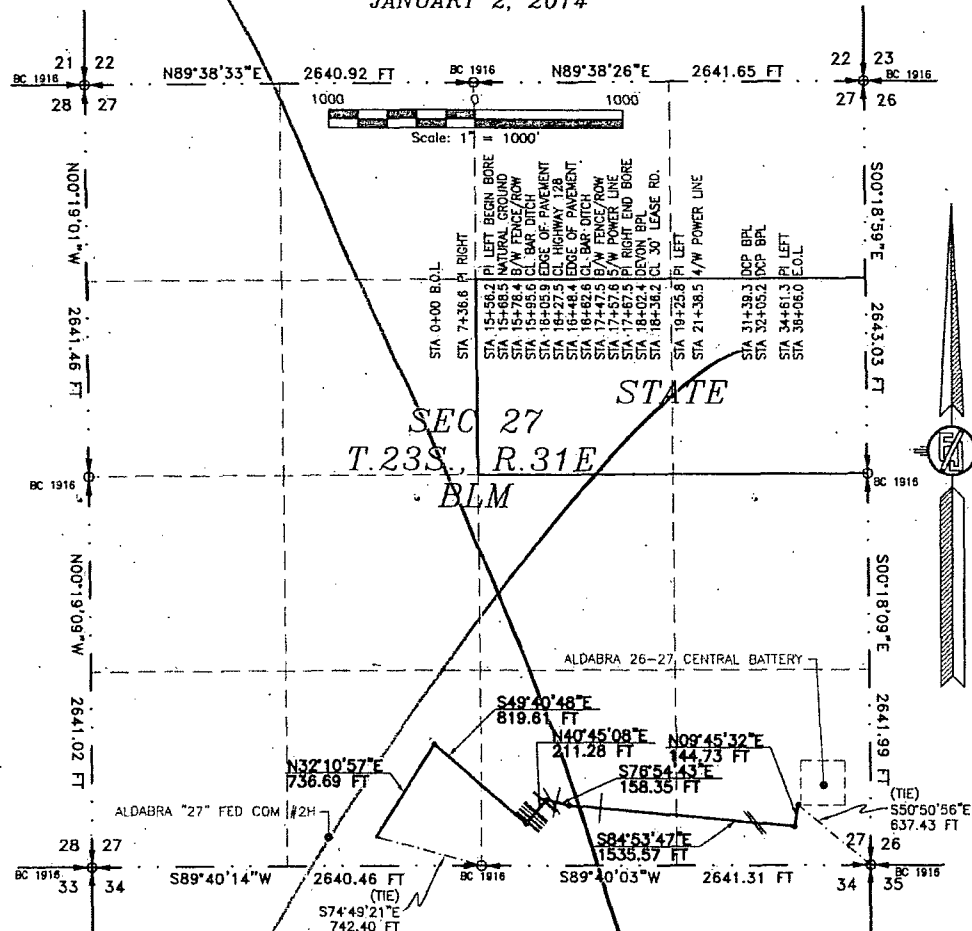 JANUARY 2, 2014
21 22
BC 1916
28 27
N89°38'33"E 2640.92 FT
BC 1916
N89°38'26"E 2641.65 FT
22 23
27 26
BC 1916
1000 0 1000
Scale: 1" = 1000'
N00°19'01"W 2641.46 FT
S00°18'59"E 2643.03 FT
STA 0+00 B.O.L
STA 7+36.6 PI RIGHT
STA 15+56.2 PI LEFT BEGIN BORE
STA 15+68.5 NATURAL GROUND
STA 15+78.4 B/W FENCE/ROW
STA 15+95.6 CL BAR DITCH
STA 16+05.9 EDGE OF PAVEMENT
STA 16+27.5 CL HIGHWAY 128
STA 16+48.4 EDGE OF PAVEMENT
STA 16+62.6 CL BAR DITCH
STA 17+47.5 B/W FENCE/ROW
STA 17+57.6 5/W POWER LINE
STA 17+67.5 PI RIGHT END BORE
STA 18+02.4 DEVON BPL
STA 18+36.2 CL 30' LEASE RD.
STA 19+25.8 PI LEFT
STA 21+38.5 4/W POWER LINE
STA 31+39.3 DCP BPL
STA 32+05.2 DCP BPL
STA 34+61.3 PI LEFT
STA 36+06.0 E.O.L
STATE
SEC 27
T.23S., R.31E
BLM
BC 1916
BC 1916
N00°19'09"W 2641.02 FT
S00°18'09"E 2641.99 FT
ALDABRA 26-27 CENTRAL BATTERY
S49°40'48"E
819.61 FT
N40°45'08"E
211.28 FT
N09°45'32"E
144.73 FT
S76°54'43"E
158.35 FT
N32°10'57"E
736.69 FT
(TIE)
S50°50'56"E
637.43 FT
ALDABRA "27" FED COM #2H
S84°53'47"E
1535.57 FT
28 27
BC 1916
33 34
S89°40'14"W 2640.46 FT
BC 1916
S89°40'03"W 2641.31 FT
27 26
BC 1916
34 35
(TIE)
S74°49'21"E
742.40 FT